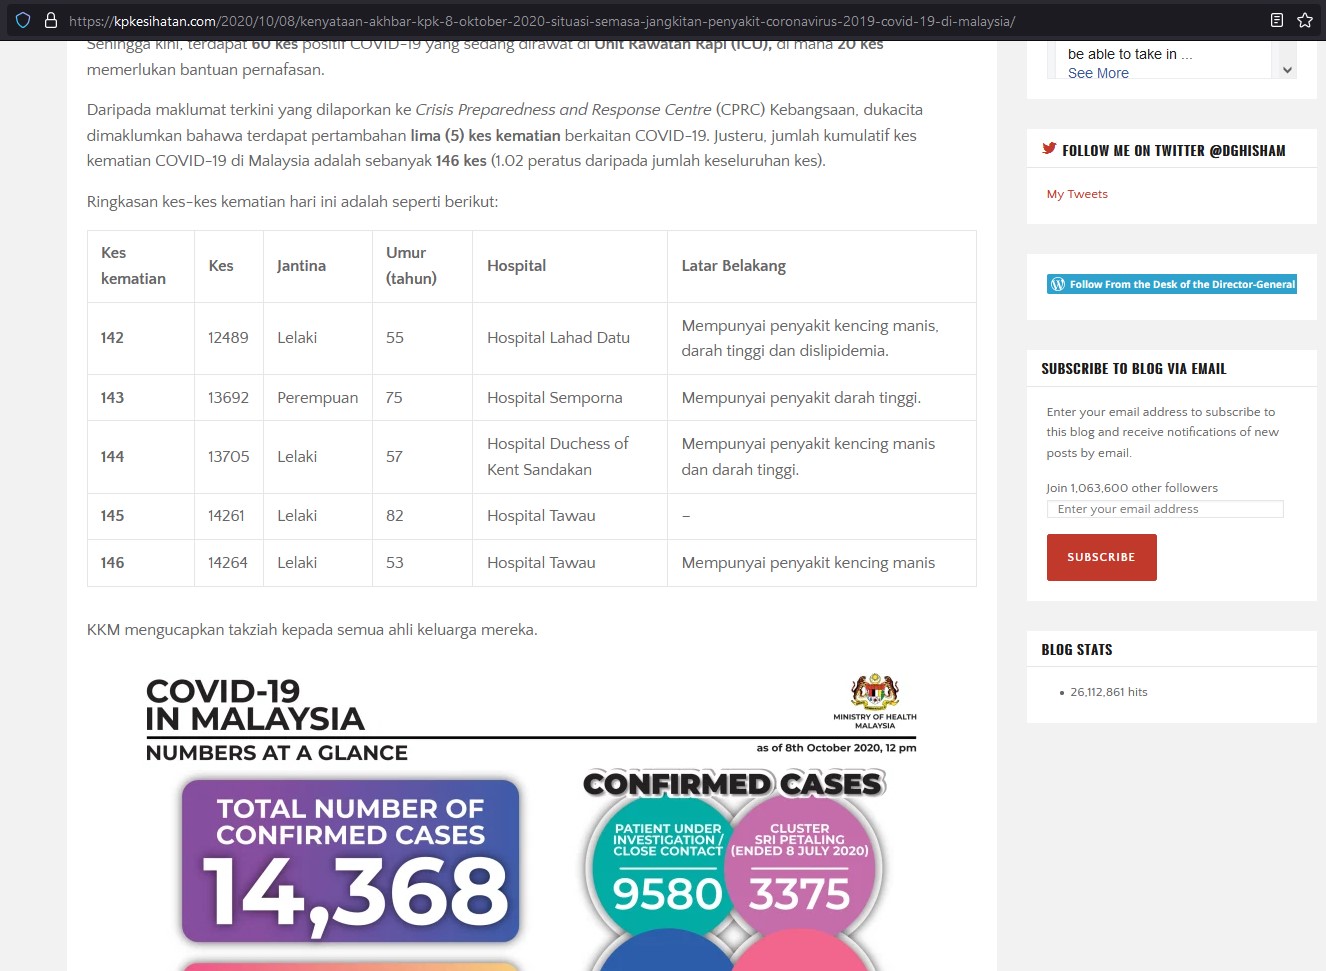 https://kpkesihatan.com/2020/10/08/kenyataan-akhbar-kpk-8-oktober-2020-situasi-semasa-jangkitan-penyakit-coronavirus-2019-covid-19-di-malaysia/
Sehingga kini, terdapat 60 kes positif COVID-19 yang sedang dirawat di Unit Rawatan Rapi (ICU), di mana 20 kes
memerlukan bantuan pernafasan.
Daripada maklumat terkini yang dilaporkan ke Crisis Preparedness and Response Centre (CPRC) Kebangsaan, dukacita
dimaklumkan bahawa terdapat pertambahan lima (5) kes kematian berkaitan COVID-19. Justeru, jumlah kumulatif kes
kematian COVID-19 di Malaysia adalah sebanyak 146 kes (1.02 peratus daripada jumlah keseluruhan kes).
Ringkasan kes-kes kematian hari ini adalah seperti berikut:
Kes kematian Kes Jantina Umur (tahun) Hospital Latar Belakang
142 12489 Lelaki 55 Hospital Lahad Datu Mempunyai penyakit kencing manis, darah tinggi dan dislipidemia.
143 13692 Perempuan 75 Hospital Semporna Mempunyai penyakit darah tinggi.
144 13705 Lelaki 57 Hospital Duchess of Kent Sandakan Mempunyai penyakit kencing manis dan darah tinggi.
145 14261 Lelaki 82 Hospital Tawau –
146 14264 Lelaki 53 Hospital Tawau Mempunyai penyakit kencing manis
KKM mengucapkan takziah kepada semua ahli keluarga mereka.
COVID-19
IN MALAYSIA
MINISTRY OF HEALTH
MALAYSIA
NUMBERS AT A GLANCE
as of 8th October 2020, 12 pm
TOTAL NUMBER OF
CONFIRMED CASES
14,368
CONFIRMED CASES
PATIENT UNDER
INVESTIGATION /
CLOSE CONTACT
9580
CLUSTER
SRI PETALING
(ENDED 8 JULY 2020)
3375
be able to take in ...
See More
FOLLOW ME ON TWITTER @DGHISHAM
My Tweets
Follow From the Desk of the Director-General
SUBSCRIBE TO BLOG VIA EMAIL
Enter your email address to subscribe to
this blog and receive notifications of new
posts by email.
Join 1,063,600 other followers
Enter your email address
SUBSCRIBE
BLOG STATS
26,112,861 hits